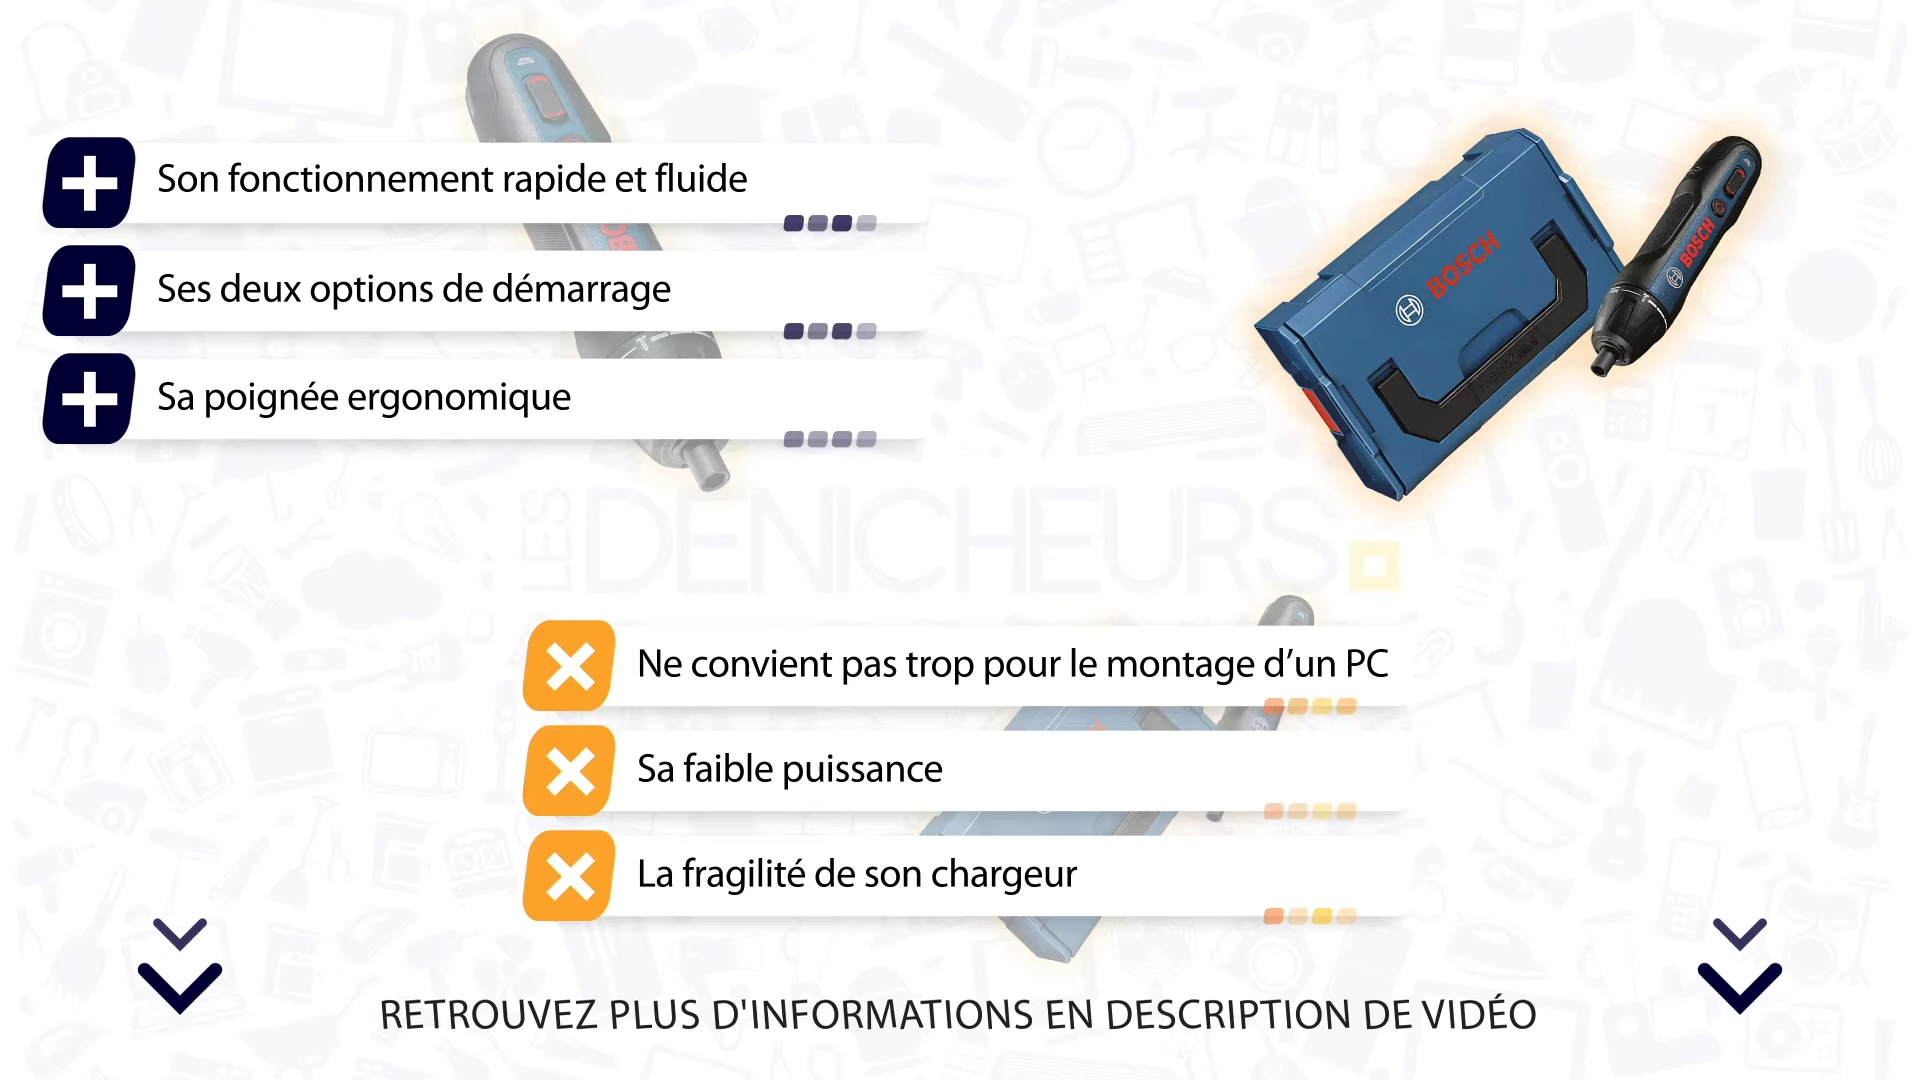 Son fonctionnement rapide et fluide
Ses deux options de démarrage
Sa poignée ergonomique
BOSCH
BOSCH
LES DENICHEURS
Ne convient pas trop pour le montage d’un PC
Sa faible puissance
La fragilité de son chargeur
RETROUVEZ PLUS D'INFORMATIONS EN DESCRIPTION DE VIDÉO